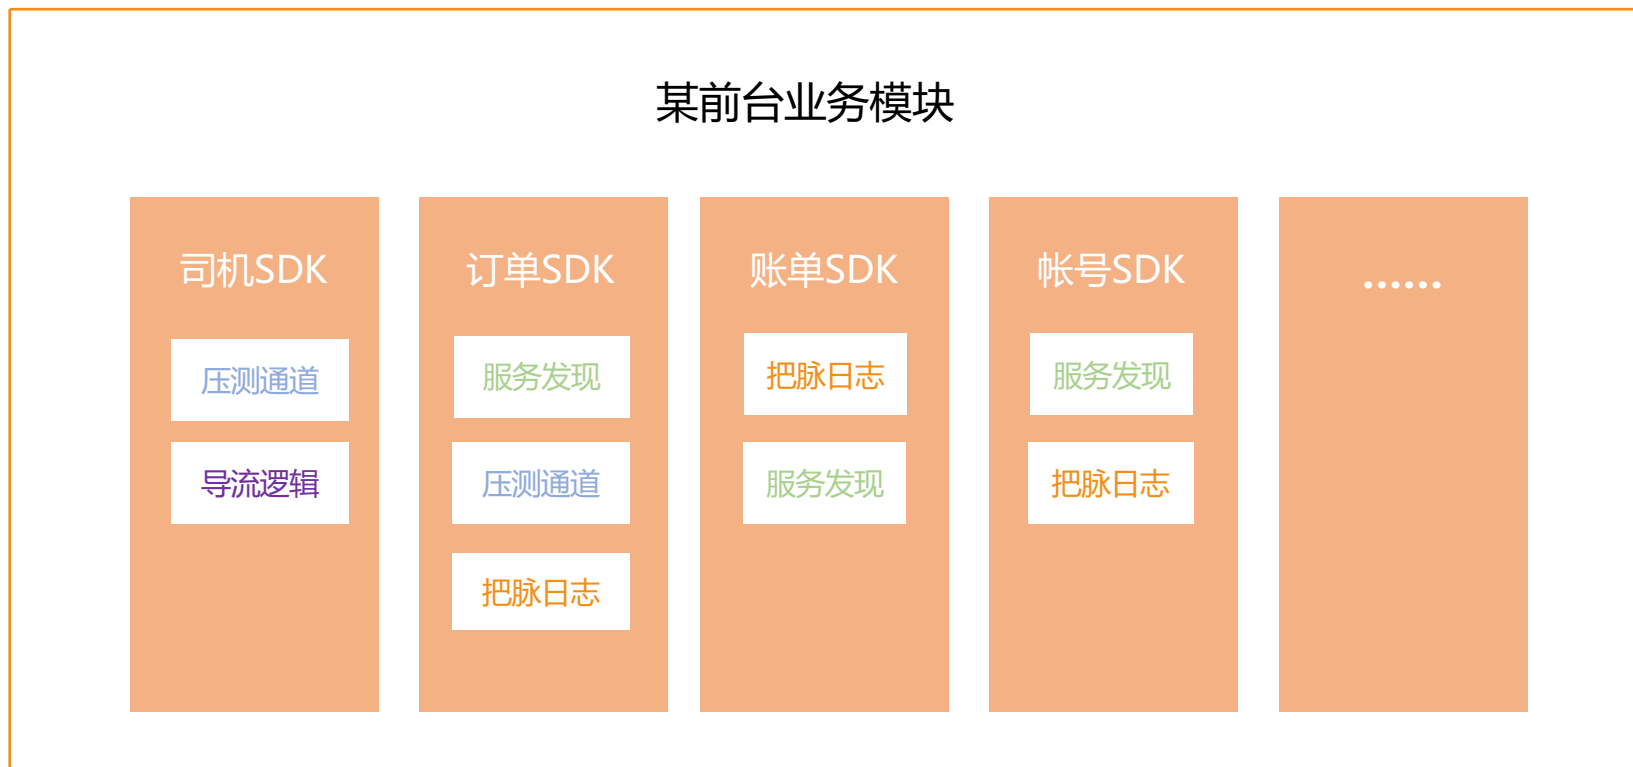 某前台业务模块
司机SDK
压测通道
导流逻辑
订单SDK
服务发现
压测通道
把脉日志
账单SDK
把脉日志
服务发现
帐号SDK
服务发现
把脉日志
......